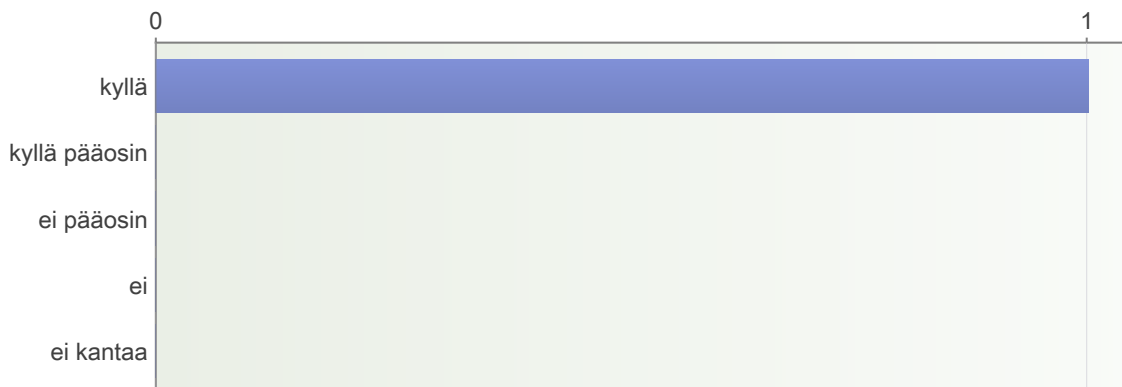 0 1
kyllä
kyllä pääosin
ei pääosin
ei
ei kantaa